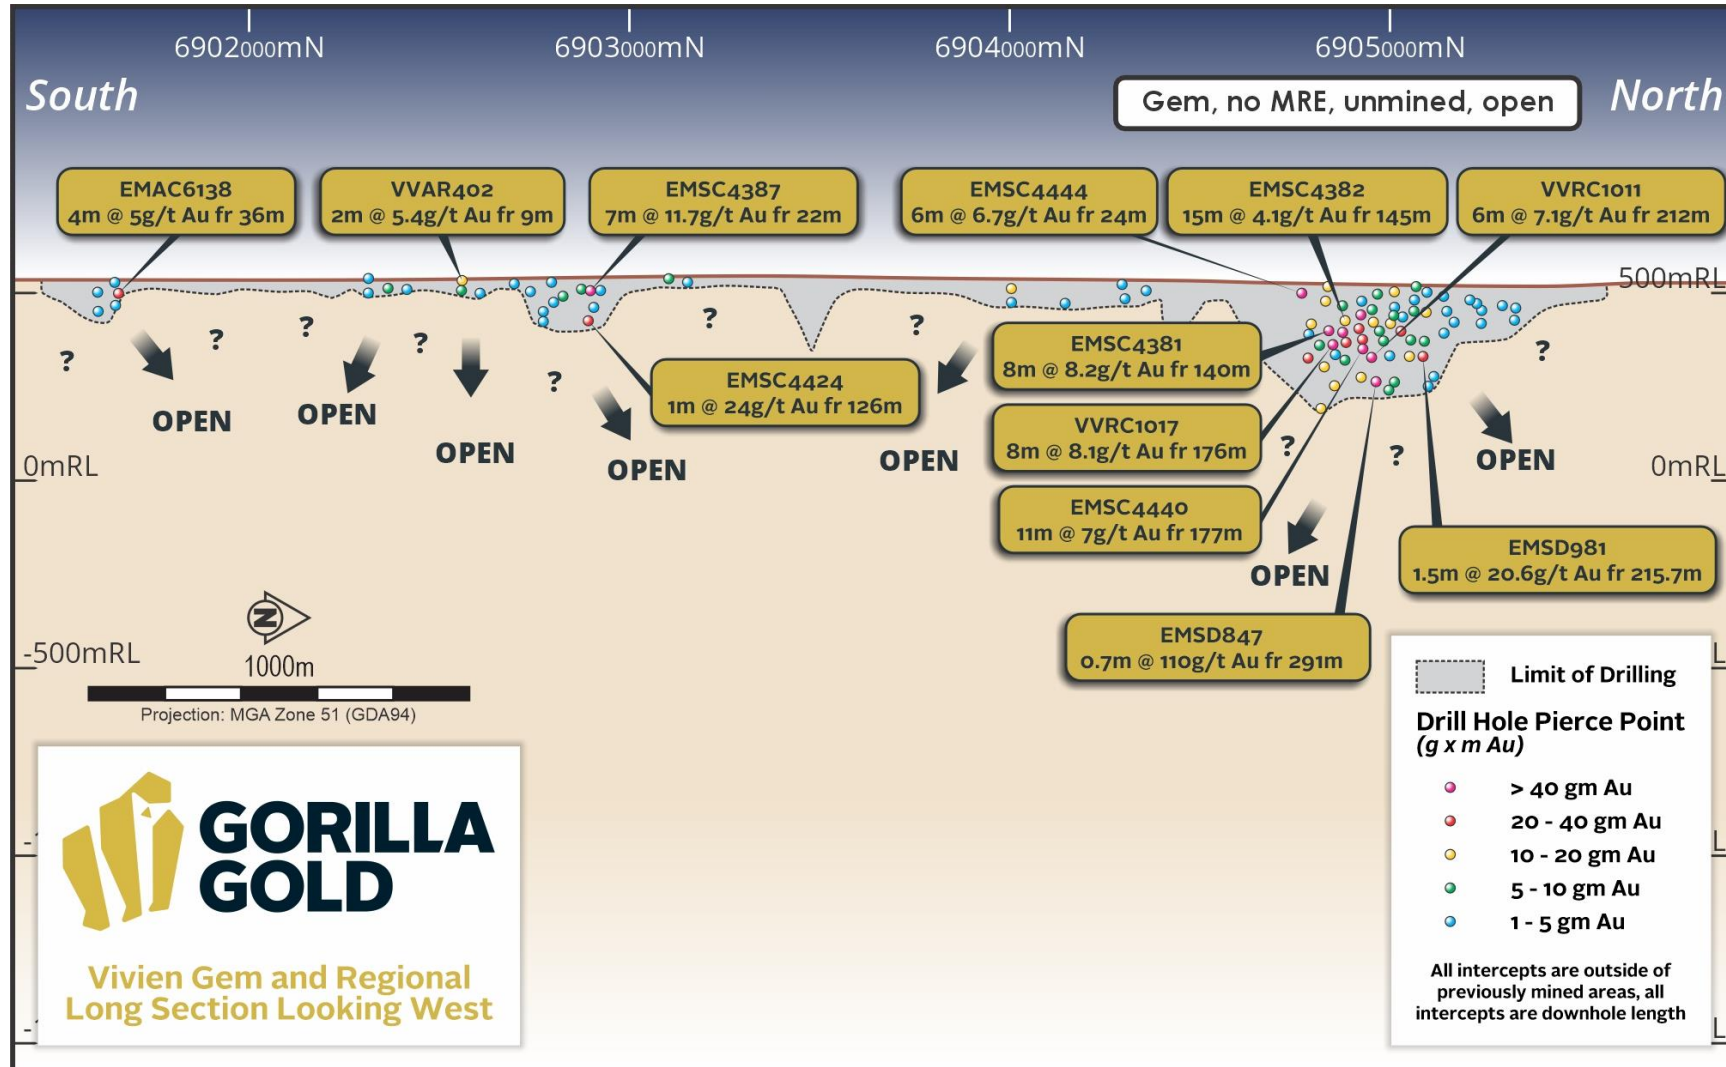 6902000mN
6903000mN
6904000mN
6905000mN
South
Gem, no MRE, unmined, open
North
EMAC6138
4m @ 5g/t Au fr 36m
VVAR402
2m @ 5.4g/t Au fr 9m
EMSC4387
7m @ 11.7g/t Au fr 22m
EMSC4444
6m @ 6.7g/t Au fr 24m
EMSC4382
15m @ 4.1g/t Au fr 145m
VVRC1011
6m @ 7.1g/t Au fr 212m
500mRL
?
?
?
?
?
?
?
?
?
?
EMSC4381
8m @ 8.2g/t Au fr 140m
EMSC4424
1m @ 24g/t Au fr 126m
VVRC1017
8m @ 8.1g/t Au fr 176m
OPEN
OPEN
OPEN
OPEN
OPEN
OPEN
0mRL
0mRL
EMSC4440
11m @ 7g/t Au fr 177m
EMSD981
1.5m @ 20.6g/t Au fr 215.7m
OPEN
EMSD847
0.7m @ 110g/t Au fr 291m
-500mRL
L
N
1000m
Projection: MGA Zone 51 (GDA94)
Limit of Drilling
Drill Hole Pierce Point
(g x m Au)
> 40 gm Au
20 - 40 gm Au
10 - 20 gm Au
5 - 10 gm Au
1 - 5 gm Au
All intercepts are outside of
previously mined areas, all
intercepts are downhole length
-1
L
-1
L
GORILLA
GOLD
Vivien Gem and Regional
Long Section Looking West